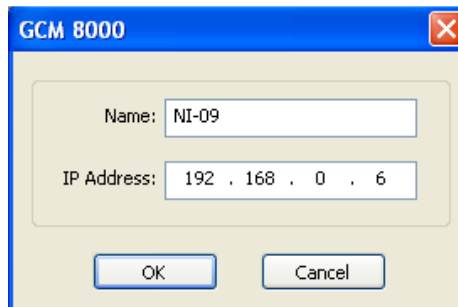 GCM 8000
Name: NI-09
IP Address: 192 . 168 . 0 . 6
OK Cancel